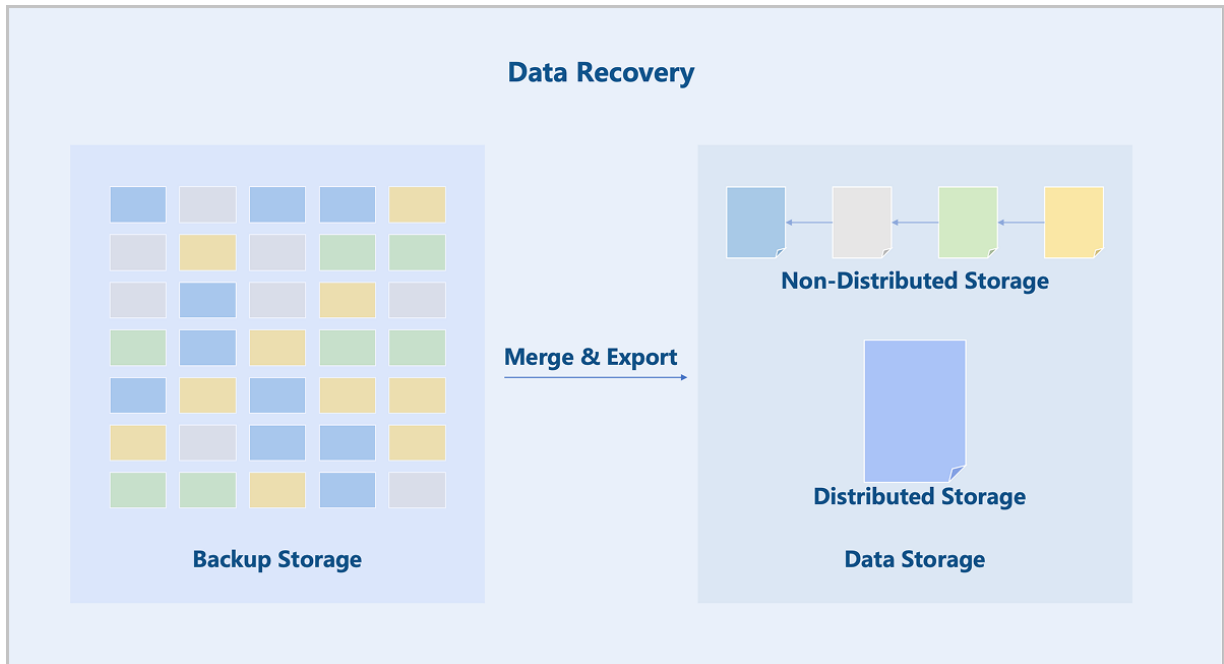 Data Recovery
Merge & Export
Non-Distributed Storage
Distributed Storage
Backup Storage
Data Storage